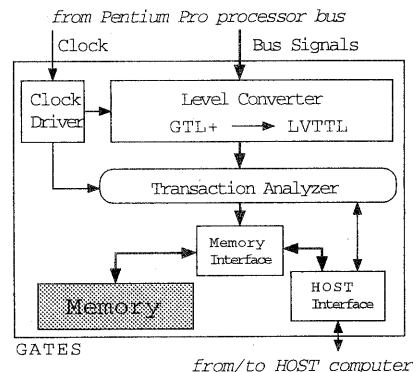 from Pentium Pro processor bus
Clock
Bus Signals
Clock
Driver
Level Converter
GTL+ LVTTL
Transaction Analyzer
Memory
Interface
Memory
HOST
Interface
GATES
from/to HOST computer